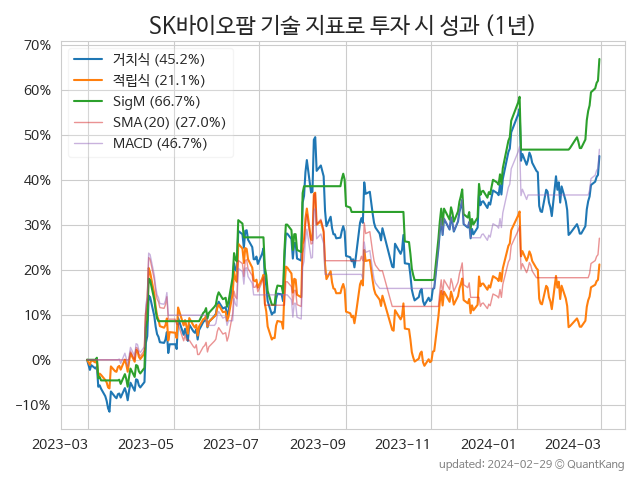 SK바이오팜 기술 지표로 투자 시 성과 (1년)
70%
60%
50%
40%
30%
20%
10%
0%
−10%
거치식 (45.2%)
적립식 (21.1%)
SigM (66.7%)
SMA(20) (27.0%)
MACD (46.7%)
2023-03 2023-05 2023-07 2023-09 2023-11 2024-01 2024-03
updated: 2024-02-29 © QuantKang